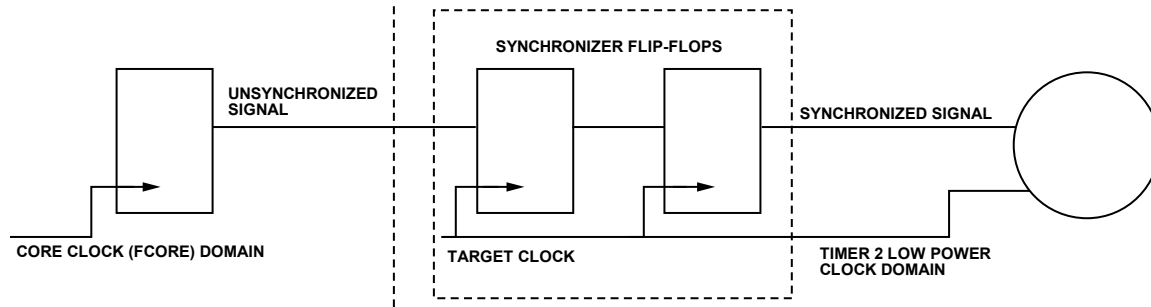 SYNCHRONIZER FLIP-FLOPS
UNSYNCHRONIZED
SIGNAL
SYNCHRONIZED SIGNAL
CORE CLOCK (FCORE) DOMAIN
TARGET CLOCK
TIMER 2 LOW POWER
CLOCK DOMAIN